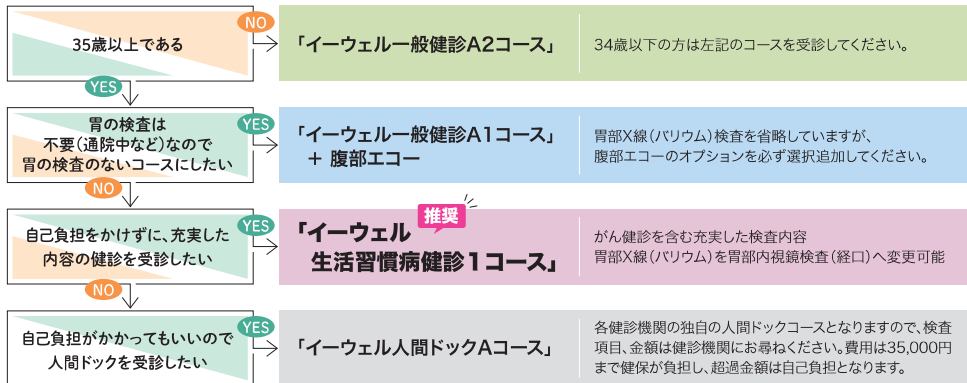 35歳以上である
NO
「イーウェル一般健診A2コース」
34歳以下の方は左記のコースを受診してください。
YES
胃の検査は
不要(通院中など)なので
胃の検査のないコースにしたい
YES
「イーウェル一般健診A1コース」
+ 腹部エコー
胃部X線(バリウム)検査を省略していますが、
腹部エコーのオプションを必ず選択追加してください。
NO
自己負担をかけずに、充実した
内容の健診を受診したい
YES
推奨
「イーウェル
生活習慣病健診1コース」
がん健診を含む充実した検査内容
胃部X線(バリウム)を胃部内視鏡検査(経口)へ変更可能
NO
自己負担がかかってもいいので
人間ドックを受診したい
YES
「イーウェル人間ドックAコース」
各健診機関の独自の人間ドックコースとなりますので、検査
項目、金額は健診機関にお尋ねください。費用は35,000円
まで健保が負担し、超過金額は自己負担となります。